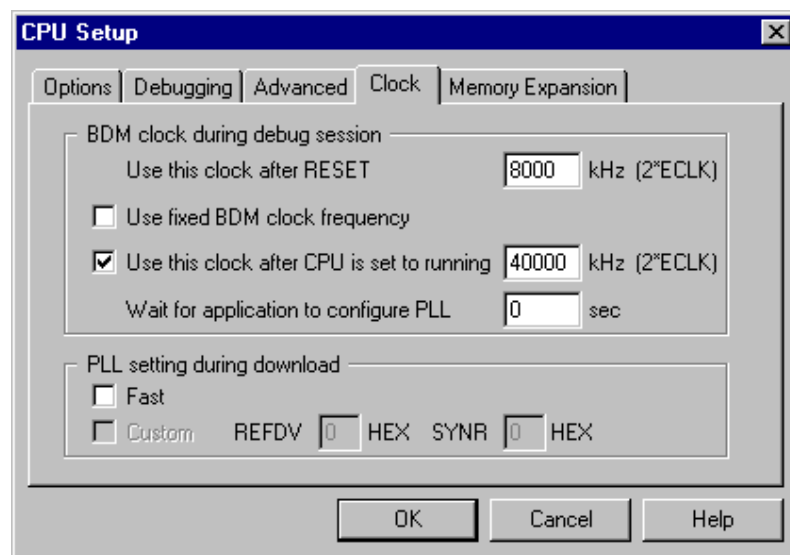 CPU Setup
Options Debugging Advanced Clock Memory Expansion
BDM clock during debug session
Use this clock after RESET 8000 kHz (2*ECLK)
Use fixed BDM clock frequency
Use this clock after CPU is set to running 40000 kHz (2*ECLK)
Wait for application to configure PLL 0 sec
PLL setting during download
Fast
Custom REFDV 0 HEX SYNR 0 HEX
OK Cancel Help